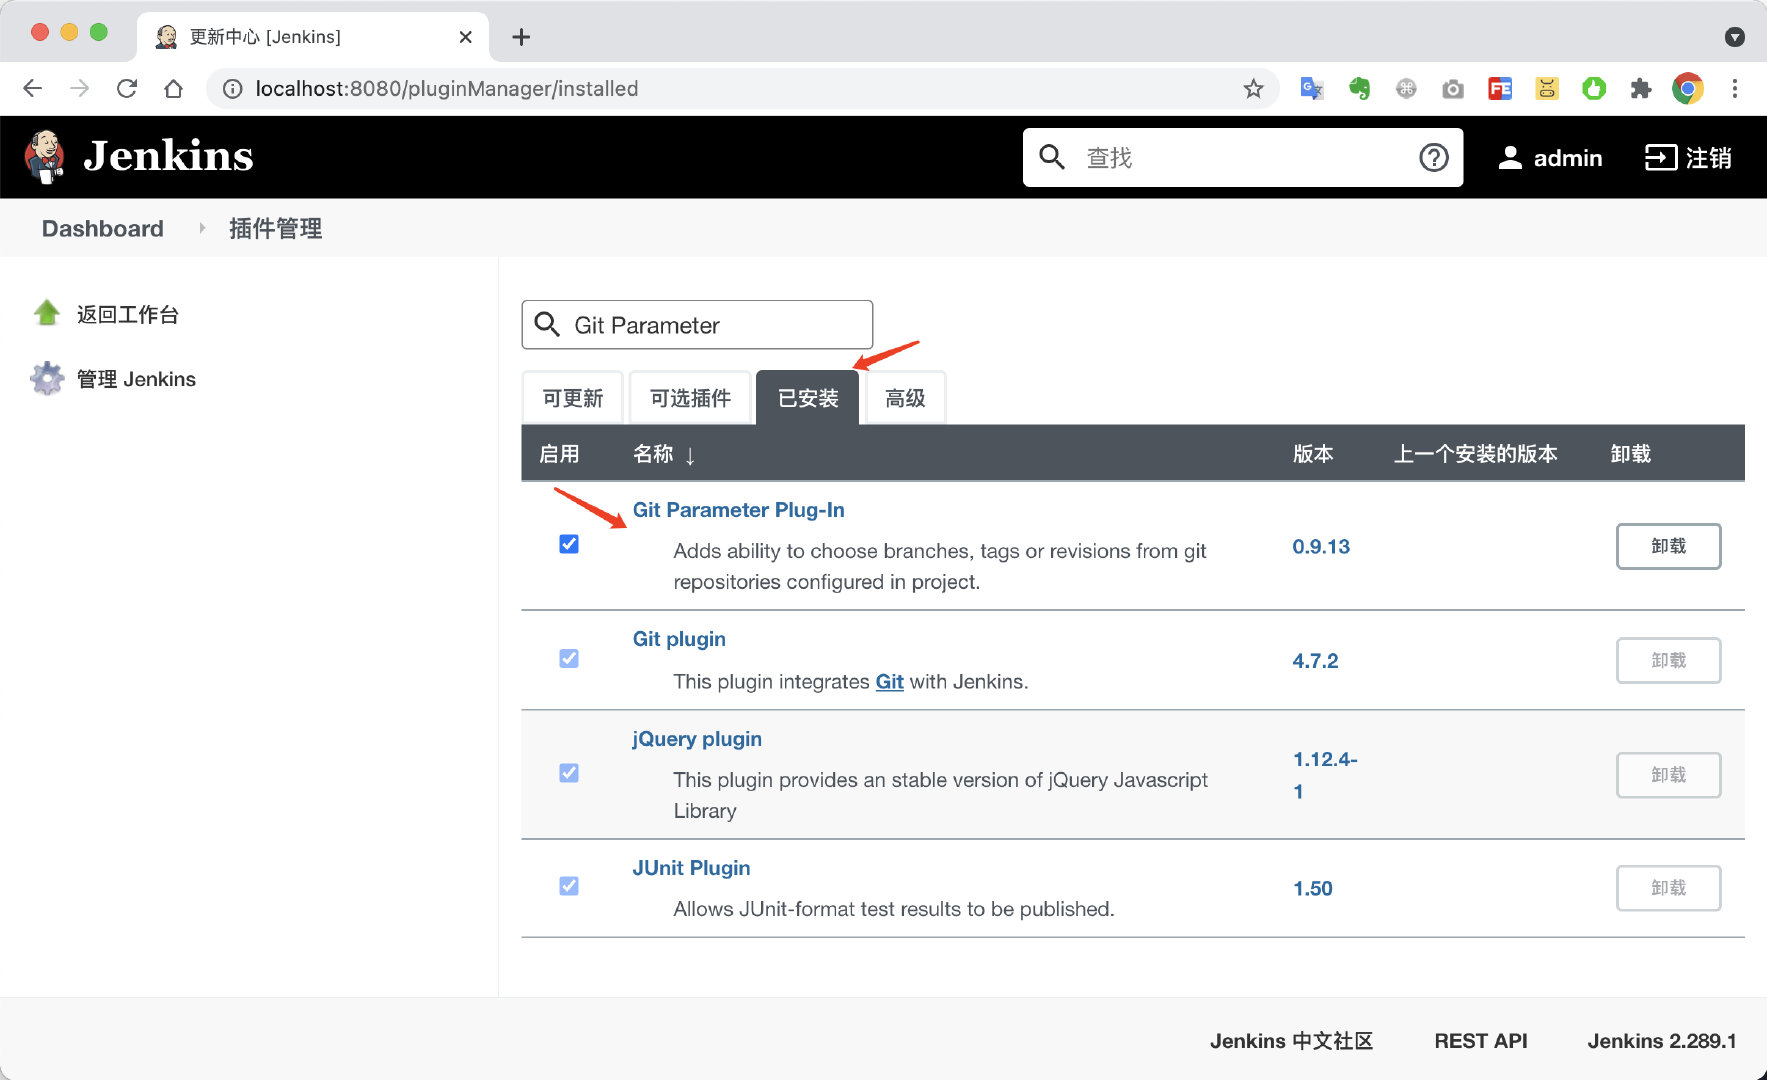 更新中心 [Jenkins]
localhost:8080/pluginManager/installed
Jenkins
查找
admin
注销
Dashboard
插件管理
返回工作台
管理 Jenkins
Git Parameter
可更新
可选插件
已安装
高级
启用
名称 ↓
版本
上一个安装的版本
卸载
Git Parameter Plug-In
Adds ability to choose branches, tags or revisions from git
repositories configured in project.
0.9.13
卸载
Git plugin
This plugin integrates Git with Jenkins.
4.7.2
卸载
jQuery plugin
This plugin provides an stable version of jQuery Javascript
Library
1.12.4-
1
卸载
JUnit Plugin
Allows JUnit-format test results to be published.
1.50
卸载
Jenkins 中文社区
REST API
Jenkins 2.289.1